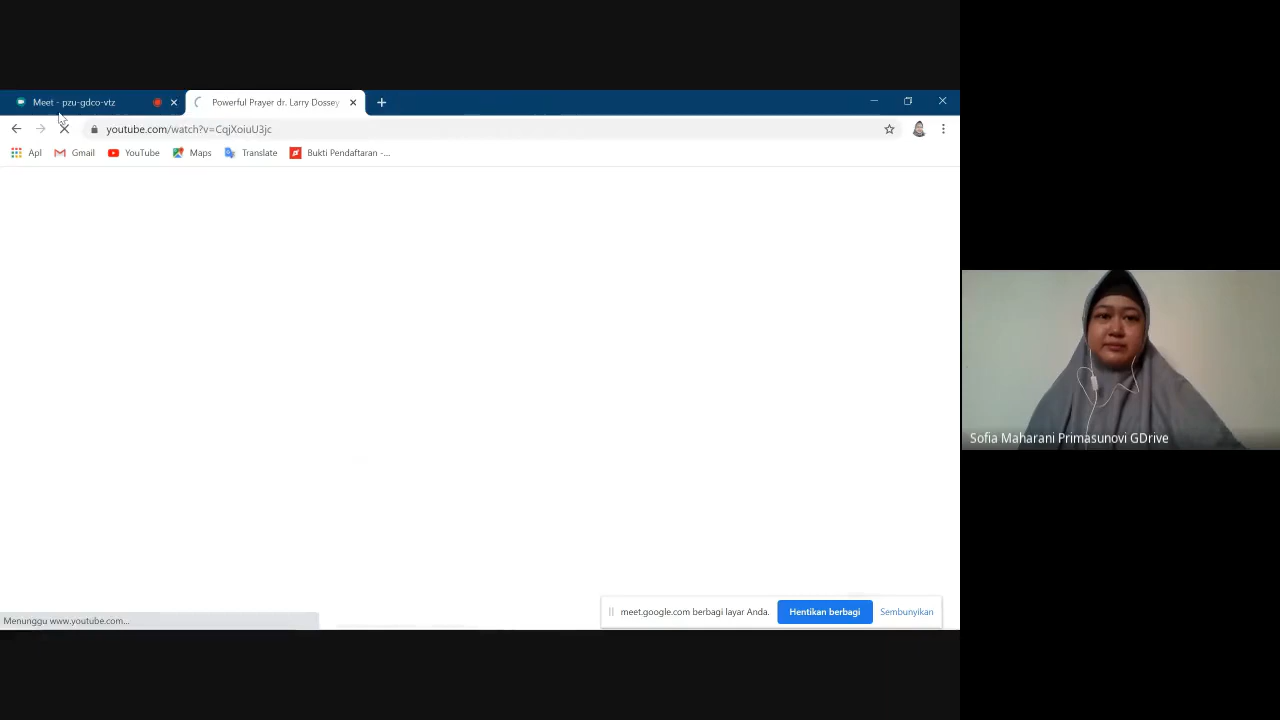 Meet - pzu-gdco-vtz
Powerful Prayer dr. Larry Dossey
youtube.com/watch?v=CqjXoiuU3jc
Apl Gmail YouTube Maps Translate Bukti Pendaftaran -...
Sofia Maharani Primasunovi GDrive
meet.google.com berbagi layar Anda. Hentikan berbagi Sembunyikan
Menunggu www.youtube.com...